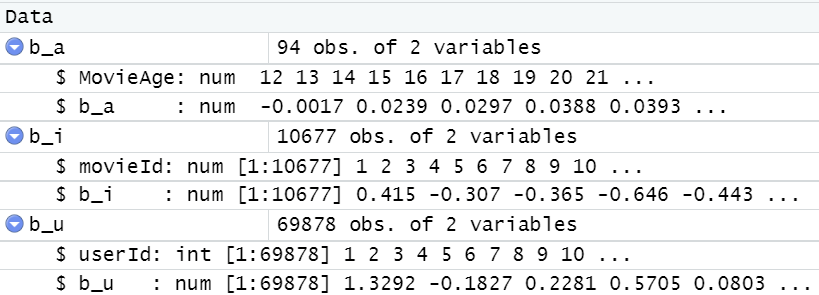 Data
b_a 94 obs. of 2 variables
$ MovieAge: num 12 13 14 15 16 17 18 19 20 21 ...
$ b_a : num -0.0017 0.0239 0.0297 0.0388 0.0393 ...
b_i 10677 obs. of 2 variables
$ movieId: num [1:10677] 1 2 3 4 5 6 7 8 9 10 ...
$ b_i : num [1:10677] 0.415 -0.307 -0.365 -0.646 -0.443 ...
b_u 69878 obs. of 2 variables
$ userId: int [1:69878] 1 2 3 4 5 6 7 8 9 10 ...
$ b_u : num [1:69878] 1.3292 -0.1827 0.2281 0.5705 0.0803 ...